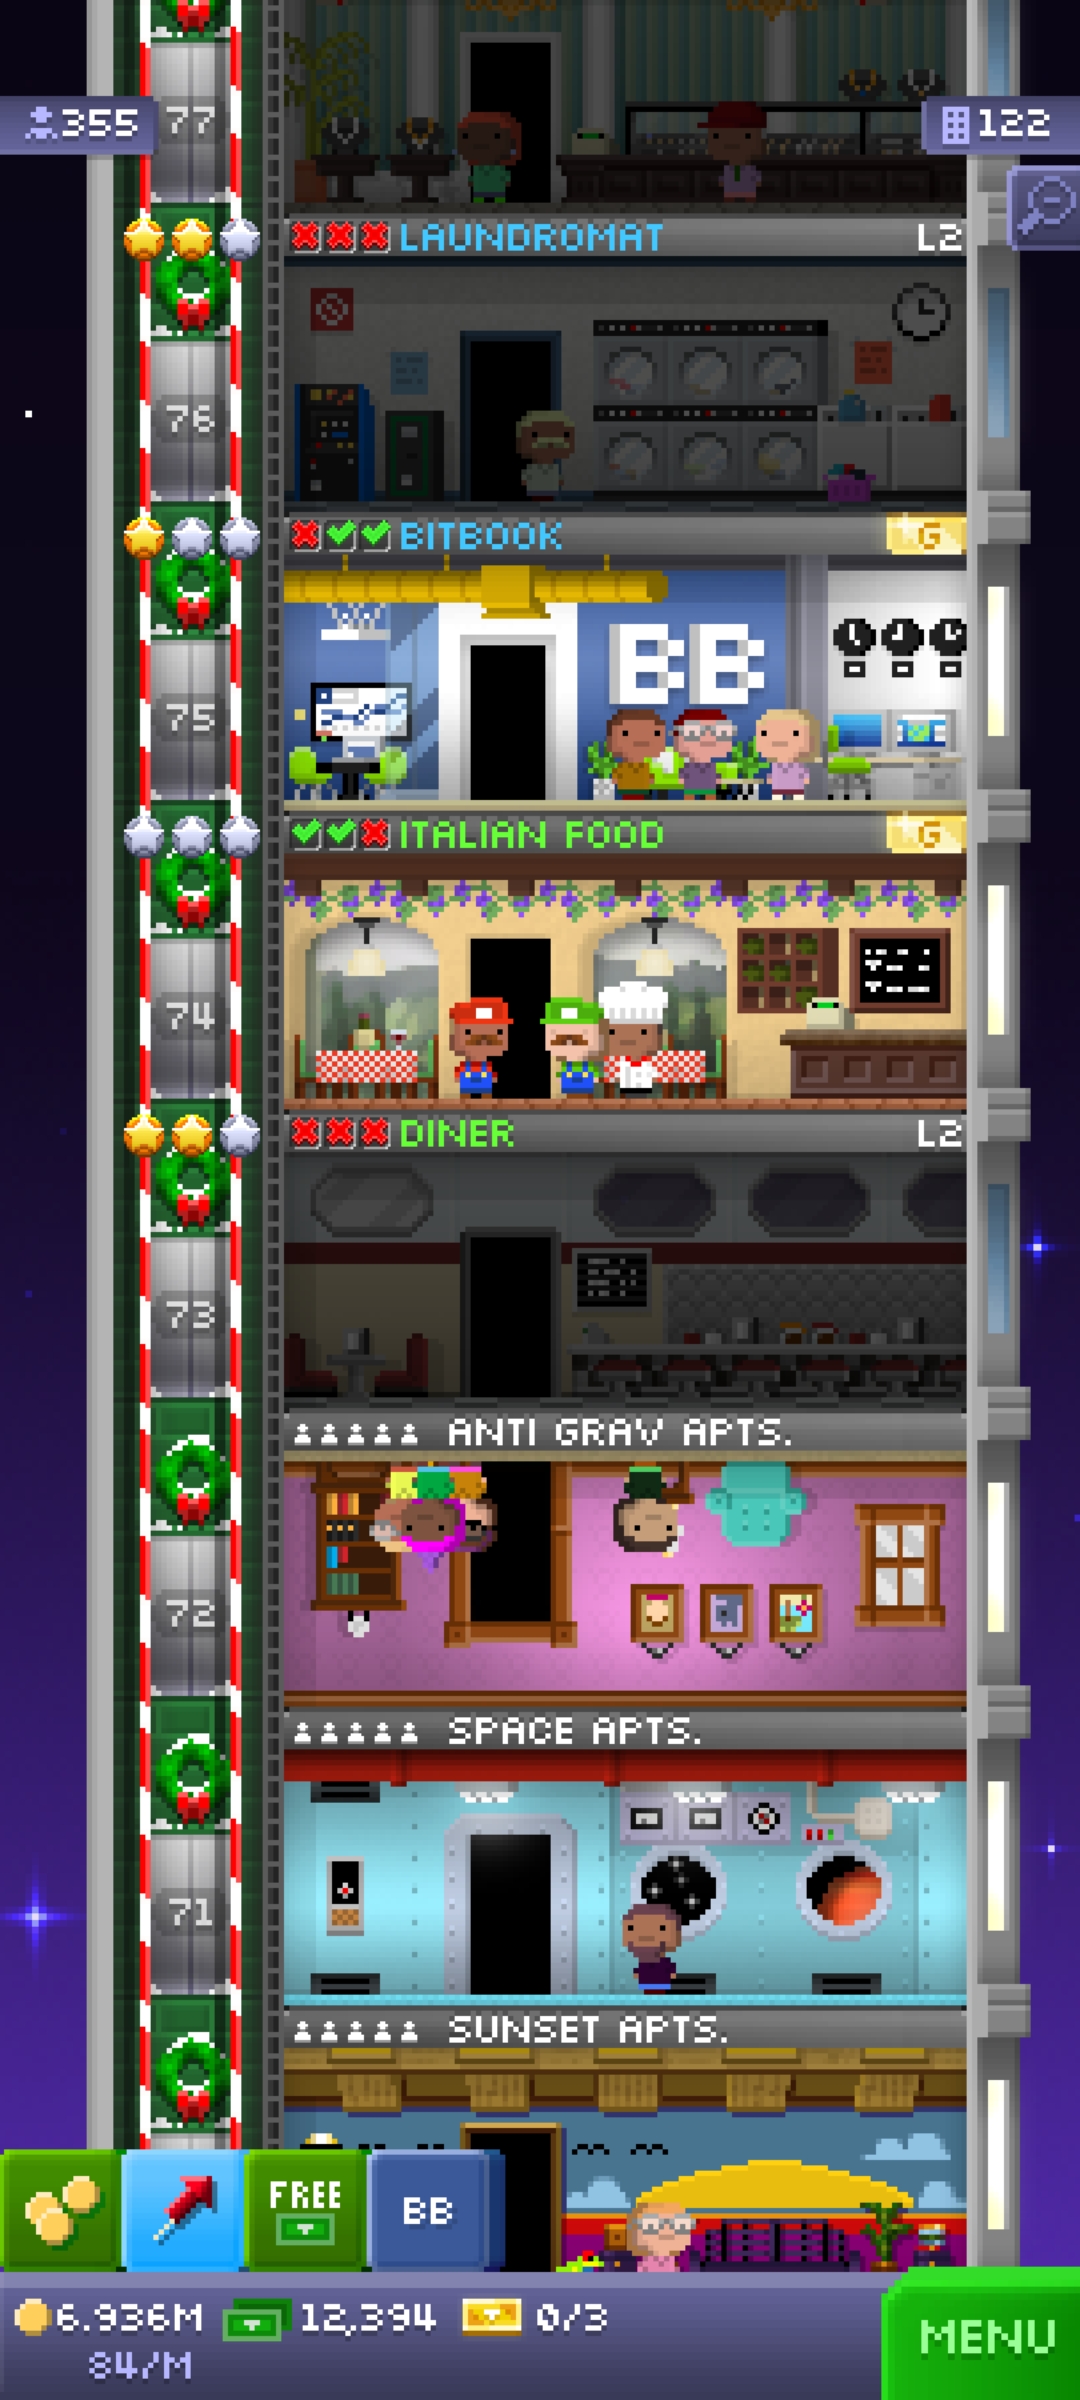 355
77
122
LAUNDROMAT L2
76
BITBOOK G
BB
75
ITALIAN FOOD G
74
DINER L2
73
ANTI GRAV APTS.
72
SPACE APTS.
71
SUNSET APTS.
FREE
BB
6.936M 12,394 0/3
84/M
MENU